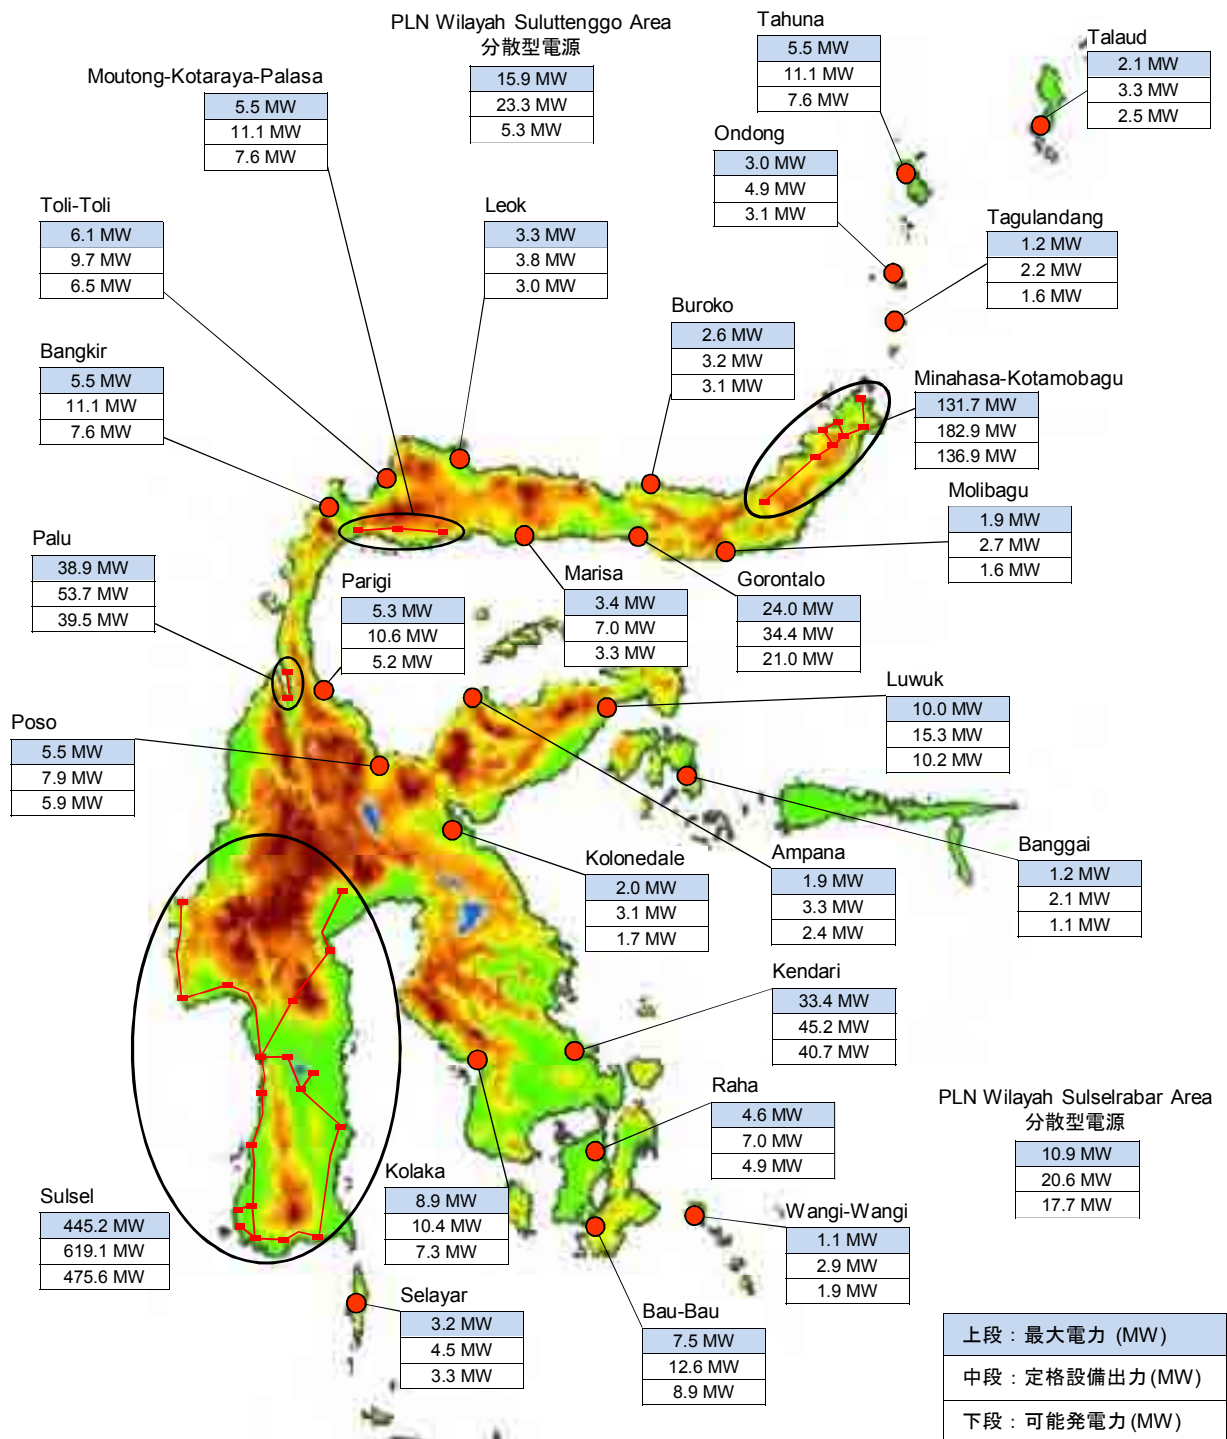 PLN Wilayah Suluttenggo Area
分散型電源
15.9 MW
23.3 MW
5.3 MW
Tahuna
5.5 MW
11.1 MW
7.6 MW
Talaud
2.1 MW
3.3 MW
2.5 MW
Moutong-Kotaraya-Palasa
5.5 MW
11.1 MW
7.6 MW
Ondong
3.0 MW
4.9 MW
3.1 MW
Toli-Toli
6.1 MW
9.7 MW
6.5 MW
Leok
3.3 MW
3.8 MW
3.0 MW
Tagulandang
1.2 MW
2.2 MW
1.6 MW
Buroko
2.6 MW
3.2 MW
3.1 MW
Bangkir
5.5 MW
11.1 MW
7.6 MW
Minahasa-Kotamobagu
131.7 MW
182.9 MW
136.9 MW
Molibagu
1.9 MW
2.7 MW
1.6 MW
Palu
38.9 MW
53.7 MW
39.5 MW
Parigi
5.3 MW
10.6 MW
5.2 MW
Marisa
3.4 MW
7.0 MW
3.3 MW
Gorontalo
24.0 MW
34.4 MW
21.0 MW
Luwuk
10.0 MW
15.3 MW
10.2 MW
Poso
5.5 MW
7.9 MW
5.9 MW
Kolonedale
2.0 MW
3.1 MW
1.7 MW
Ampana
1.9 MW
3.3 MW
2.4 MW
Banggai
1.2 MW
2.1 MW
1.1 MW
Kendari
33.4 MW
45.2 MW
40.7 MW
Raha
4.6 MW
7.0 MW
4.9 MW
PLN Wilayah Sulselrabar Area
分散型電源
10.9 MW
20.6 MW
17.7 MW
Sulsel
445.2 MW
619.1 MW
475.6 MW
Kolaka
8.9 MW
10.4 MW
7.3 MW
Wangi-Wangi
1.1 MW
2.9 MW
1.9 MW
Selayar
3.2 MW
4.5 MW
3.3 MW
Bau-Bau
7.5 MW
12.6 MW
8.9 MW
上段：最大電力 (MW)
中段：定格設備出力(MW)
下段：可能発電力(MW)